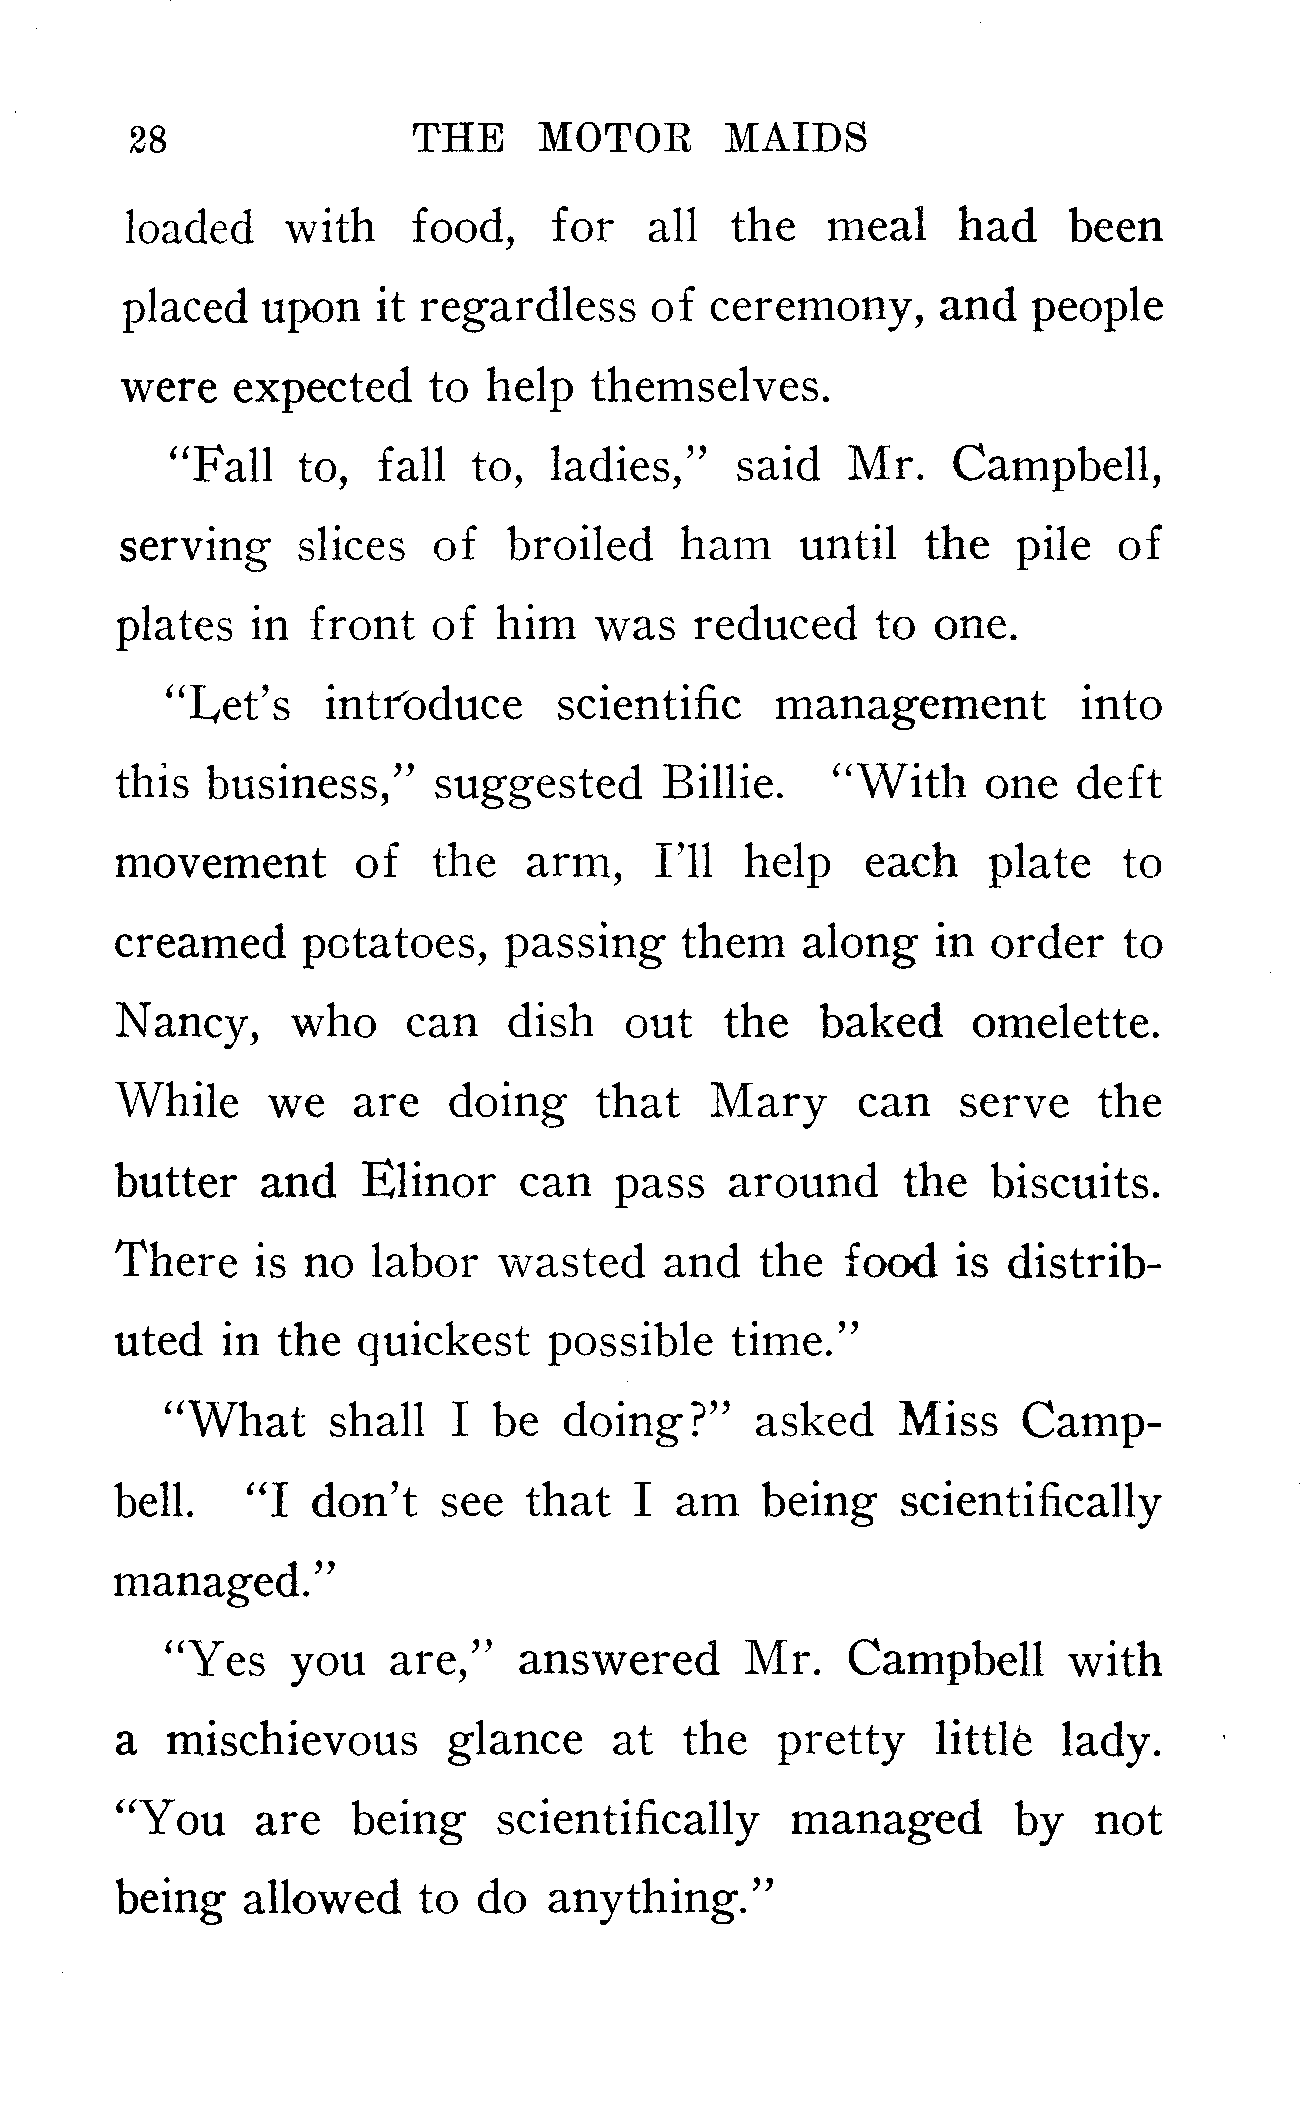 28 THE MOTOR MAIDS
loaded with food, for all the meal had been
placed upon it regardless of ceremony, and people
were expected to help themselves.
“Fall to, fall to, ladies,” said Mr. Campbell,
serving slices of broiled ham until the pile of
plates in front of him was reduced to one.
“Let’s introduce scientific management into
this business,” suggested Billie. “With one deft
movement of the arm, I’ll help each plate to
creamed potatoes, passing them along in order to
Nancy, who can dish out the baked omelette.
While we are doing that Mary can serve the
butter and Elinor can pass around the biscuits.
There is no labor wasted and the food is distrib-
uted in the quickest possible time.”
“What shall I be doing?” asked Miss Camp-
bell. “I don’t see that I am being scientifically
managed.”
“Yes you are,” answered Mr. Campbell with
a mischievous glance at the pretty little lady.
“You are being scientifically managed by not
being allowed to do anything.”